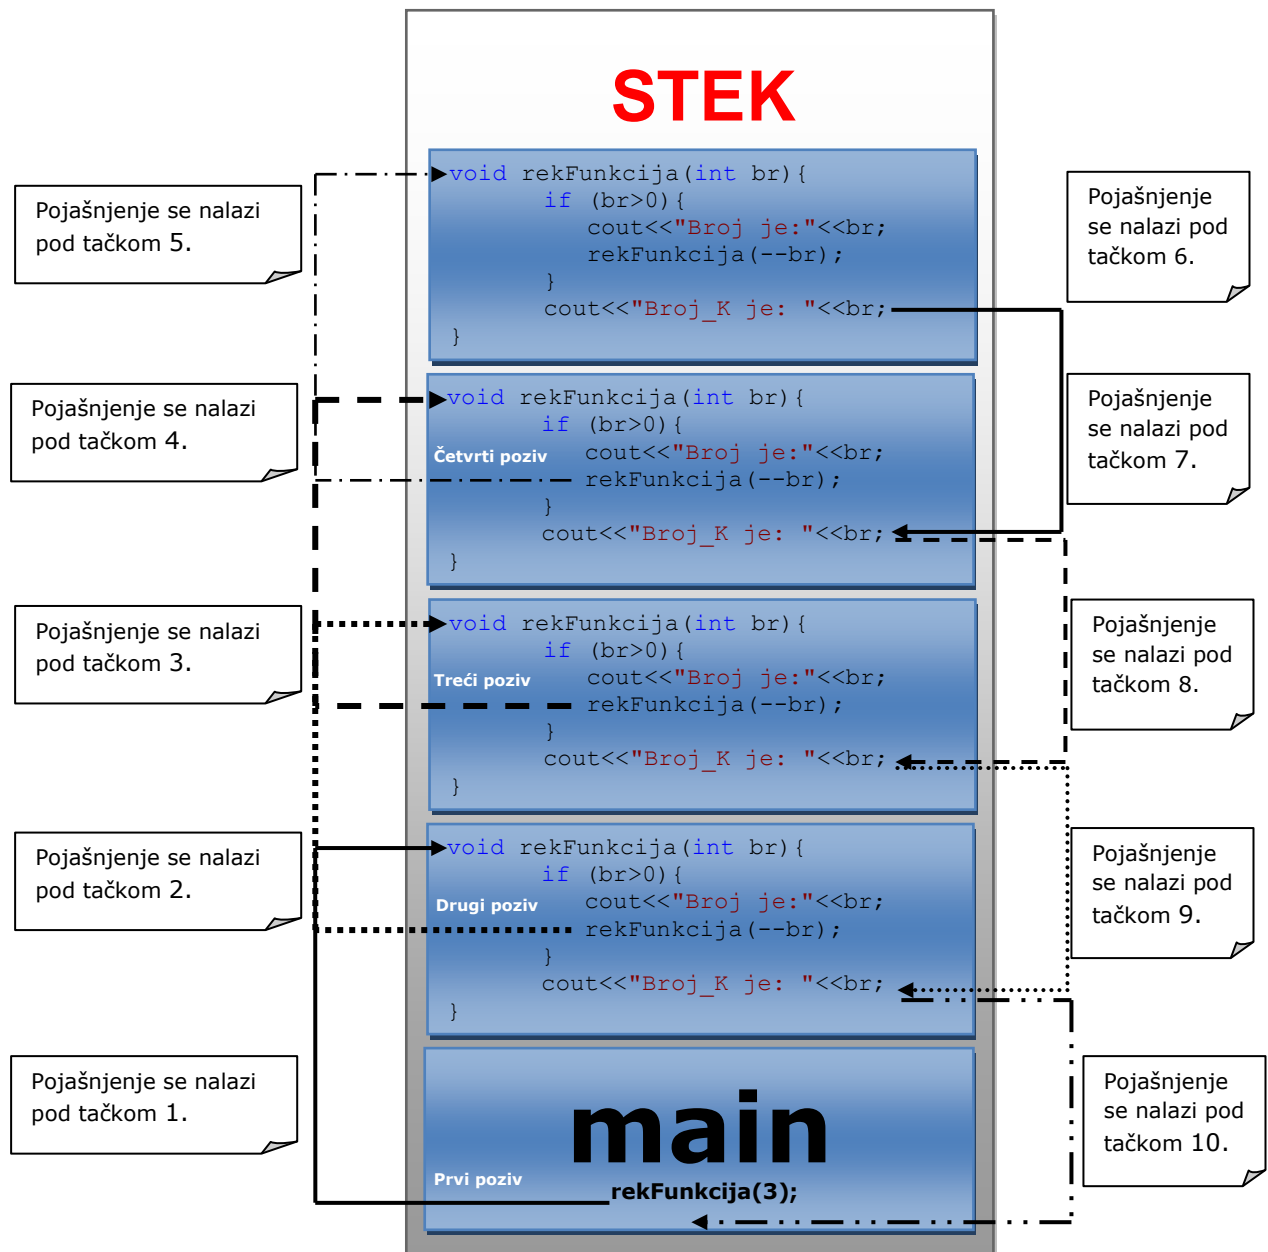 STEK
Pojašnjenje se nalazi
pod tačkom 5.
void rekFunkcija(int br){
if (br>0){
cout<<"Broj je:"<<br;
rekFunkcija(--br);
}
cout<<"Broj_K je: "<<br;
}
Pojašnjenje
se nalazi pod
tačkom 6.
Pojašnjenje se nalazi
pod tačkom 4.
void rekFunkcija(int br){
if (br>0){
Četvrti poziv cout<<"Broj je:"<<br;
rekFunkcija(--br);
}
cout<<"Broj_K je: "<<br;
}
Pojašnjenje
se nalazi pod
tačkom 7.
Pojašnjenje se nalazi
pod tačkom 3.
void rekFunkcija(int br){
if (br>0){
Treći poziv cout<<"Broj je:"<<br;
rekFunkcija(--br);
}
cout<<"Broj_K je: "<<br;
}
Pojašnjenje
se nalazi pod
tačkom 8.
Pojašnjenje se nalazi
pod tačkom 2.
void rekFunkcija(int br){
if (br>0){
Drugi poziv cout<<"Broj je:"<<br;
rekFunkcija(--br);
}
cout<<"Broj_K je: "<<br;
}
Pojašnjenje
se nalazi pod
tačkom 9.
Pojašnjenje se nalazi
pod tačkom 1.
main
Prvi poziv
rekFunkcija(3);
Pojašnjenje
se nalazi pod
tačkom 10.